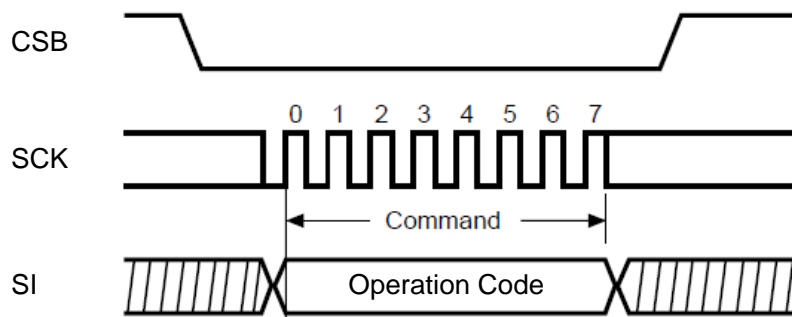 CSB
0 1 2 3 4 5 6 7
SCK
Command
SI
Operation Code